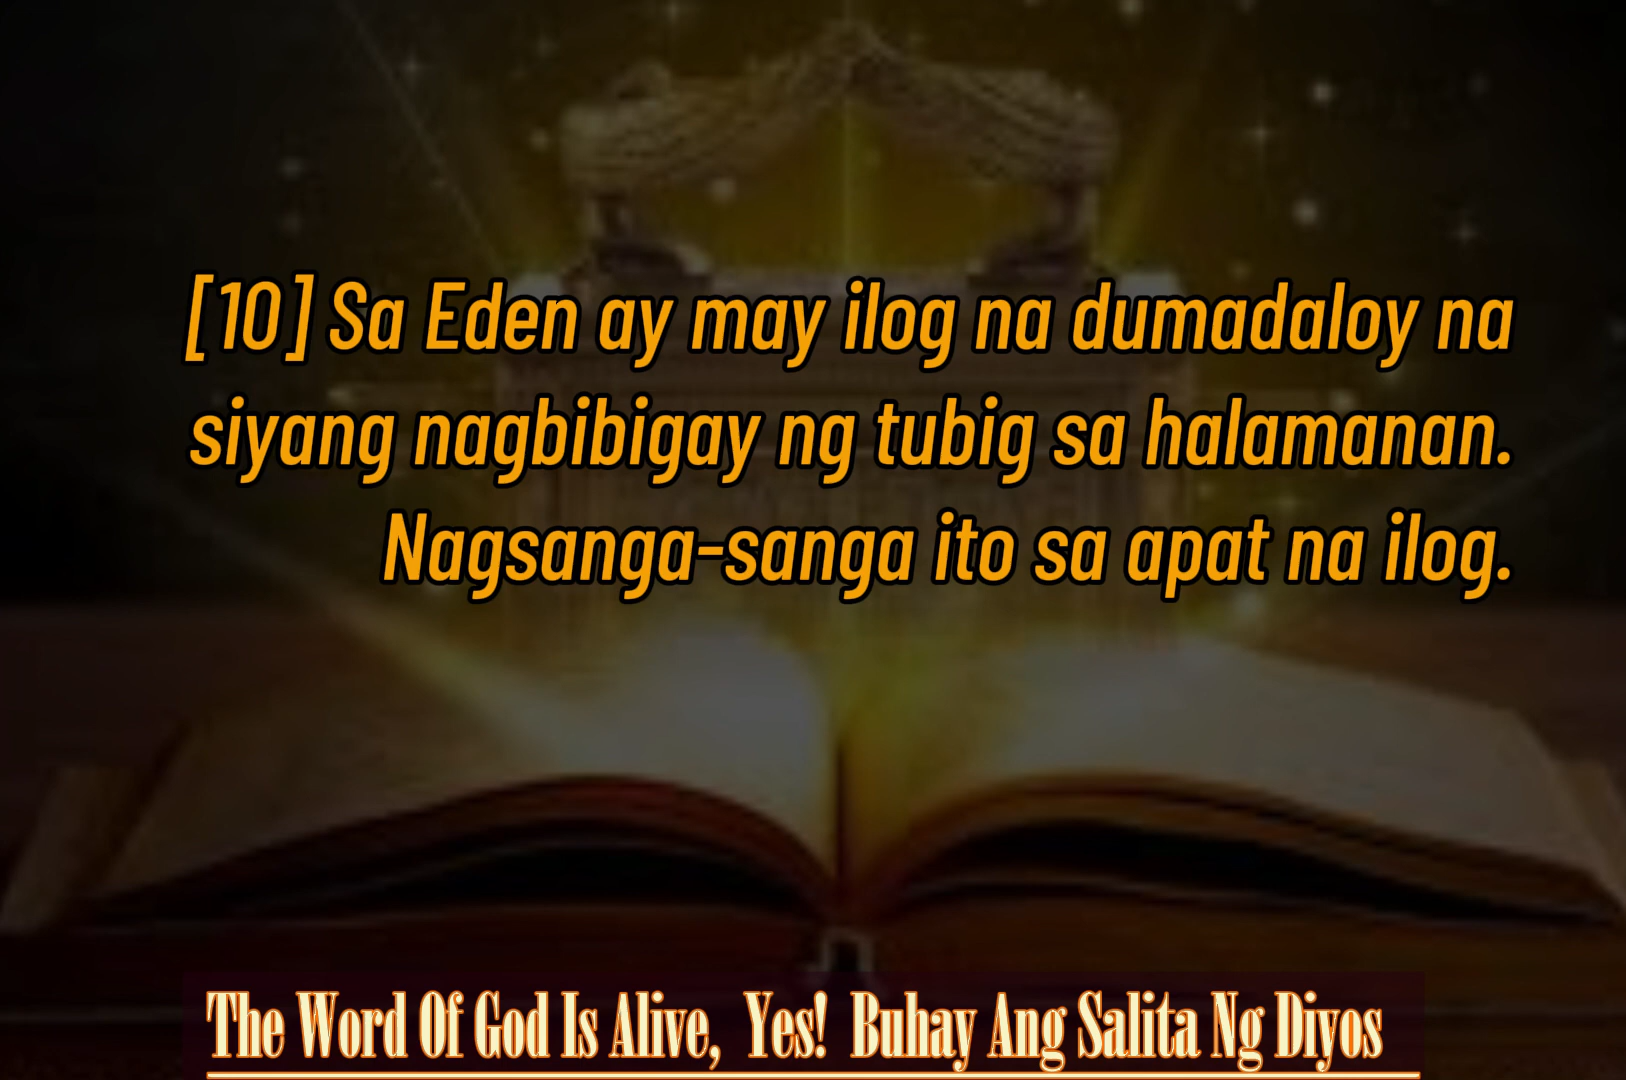 [10] Sa Eden ay may ilog na dumadaloy na
siyang nagbibigay ng tubig sa halamanan.
Nagsanga-sanga ito sa apat na ilog.
The Word Of God Is Alive, Yes! Buhay Ang Salita Ng Diyos